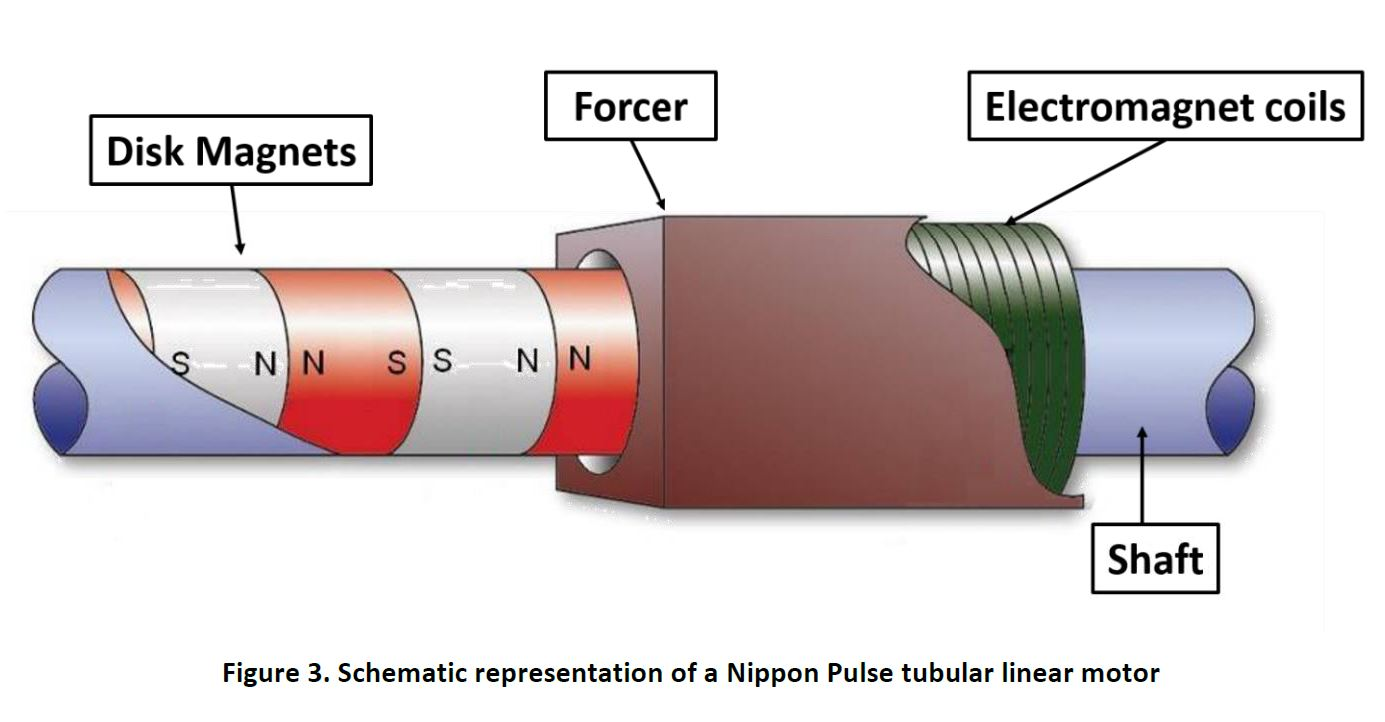 Forcer
Electromagnet coils
Disk Magnets
S N N S S N N
Shaft
Figure 3. Schematic representation of a Nippon Pulse tubular linear motor